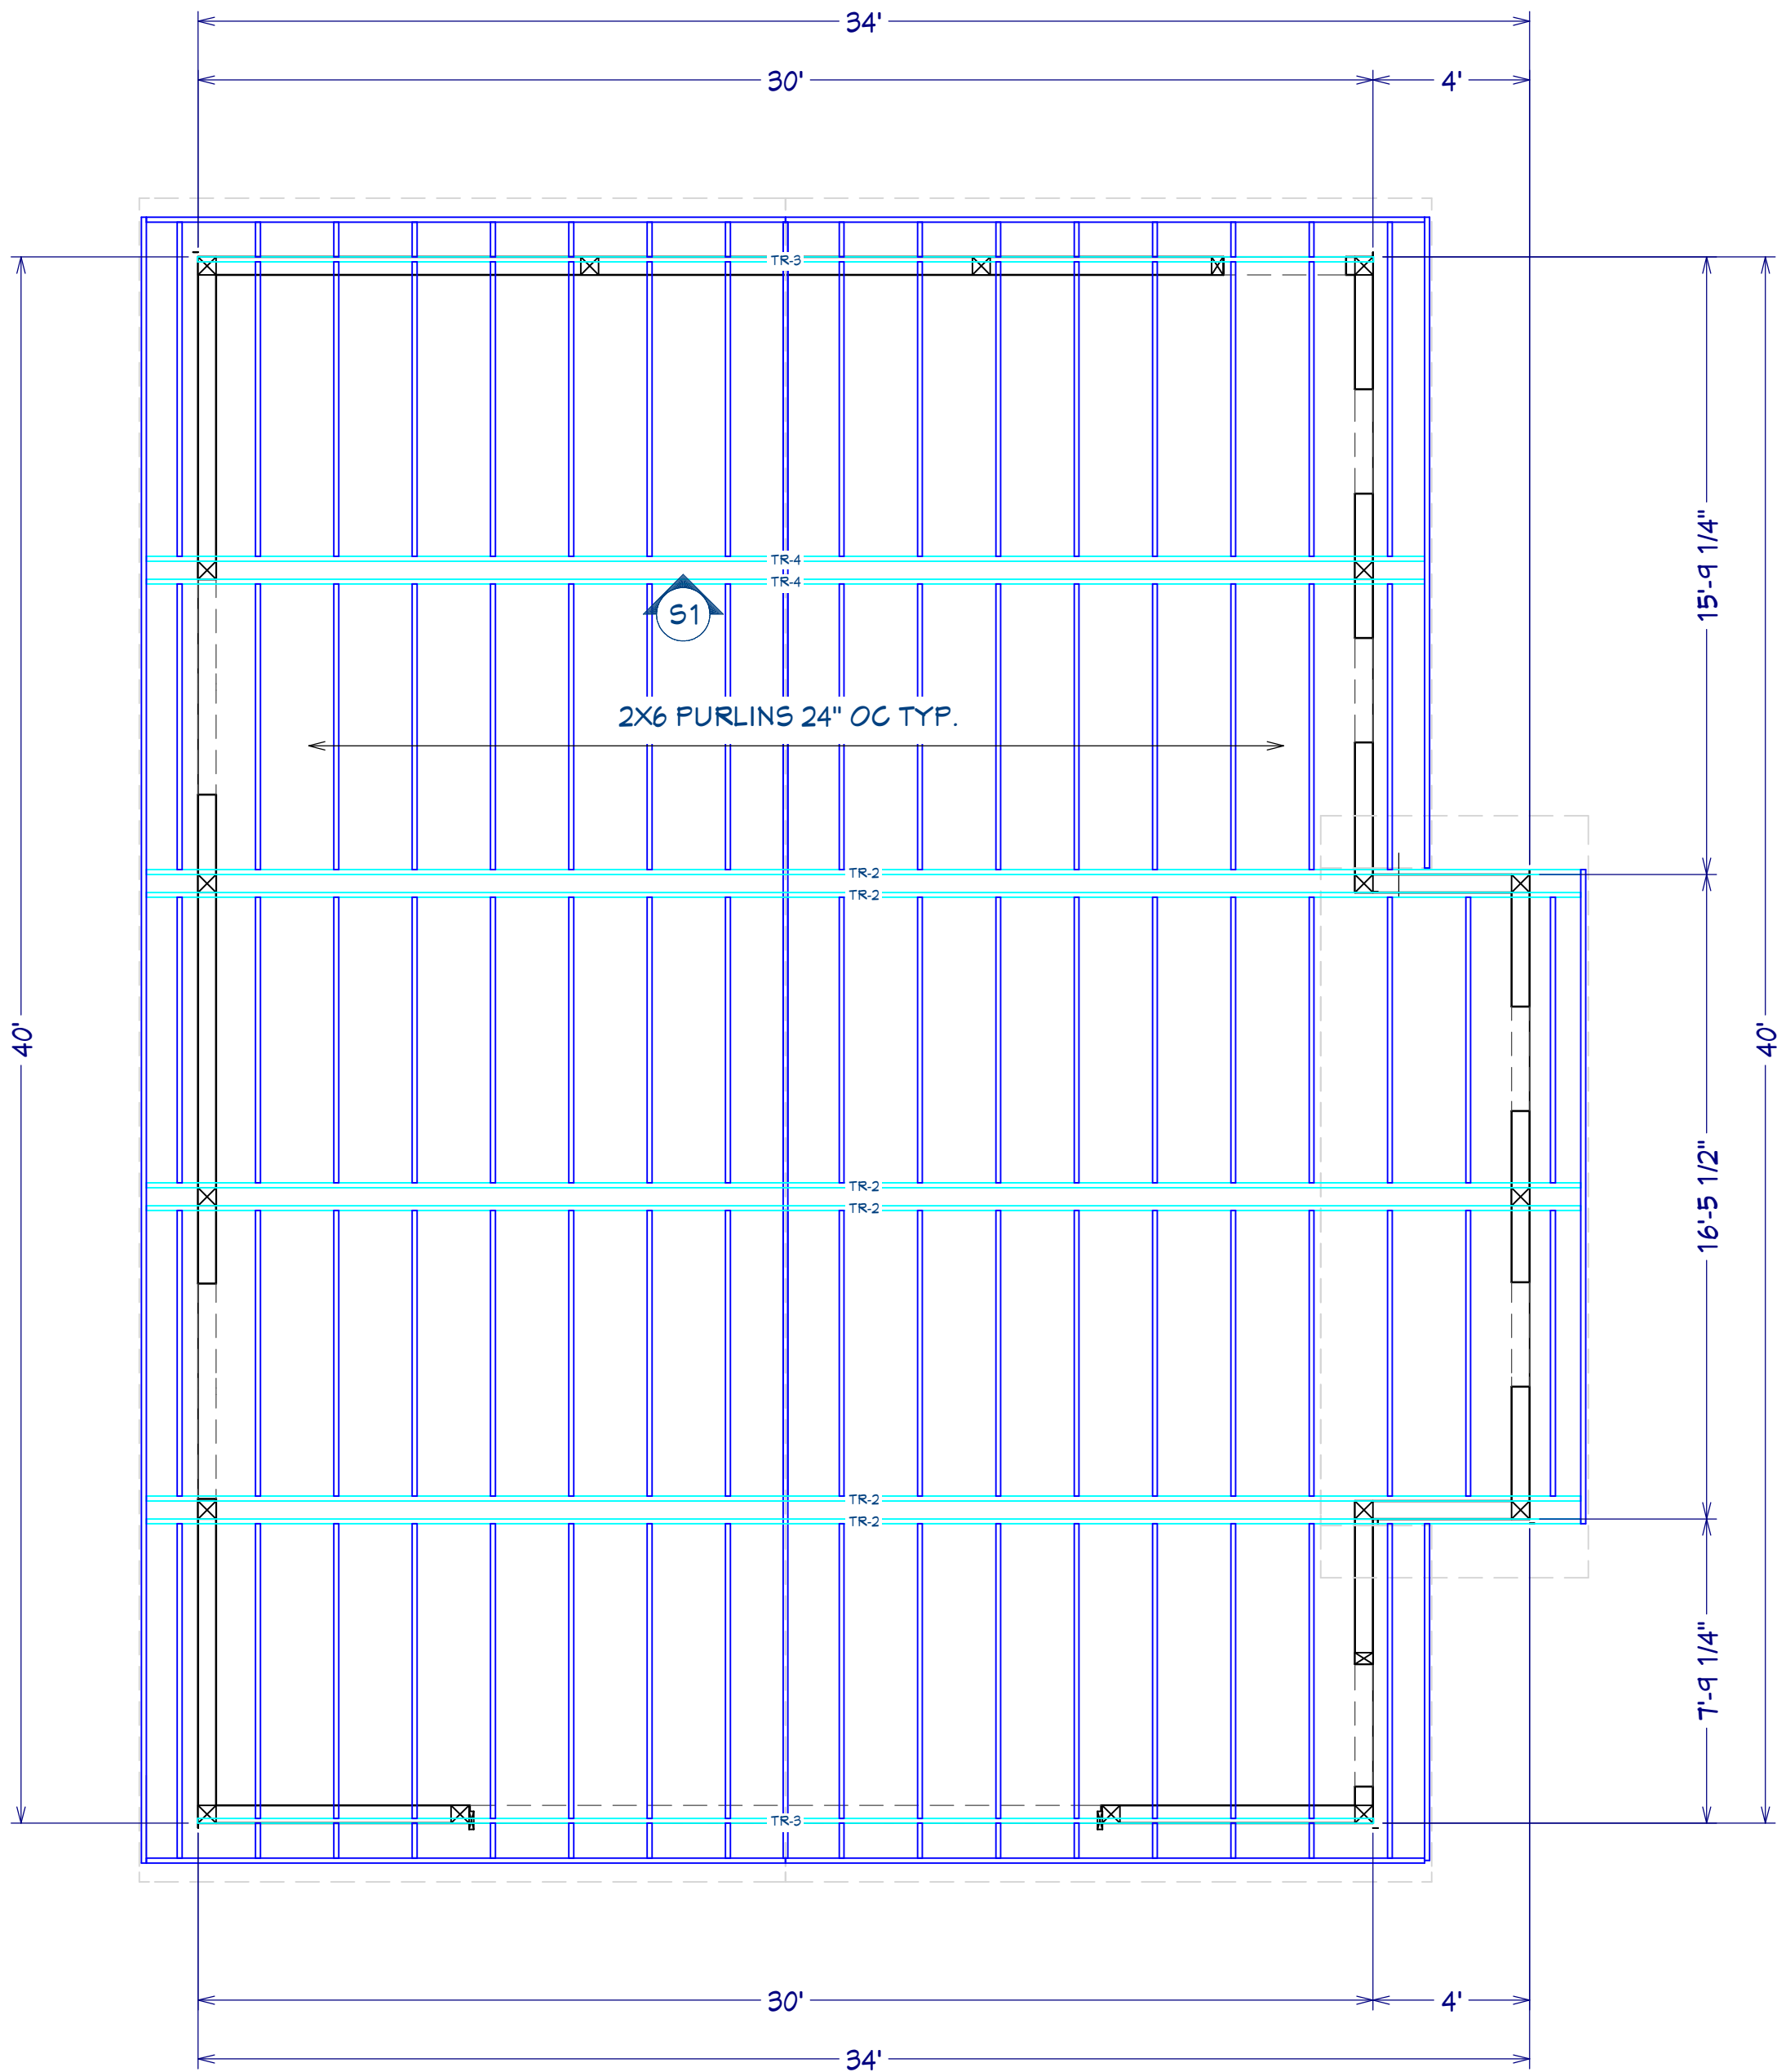 34'
30' 4'
TR-3
TR-4
TR-4
S1
15'-9 1/4"
2X6 PURLINS 24" OC TYP.
TR-2
TR-2
40'
40'
TR-2
16'-5 1/2"
TR-2
TR-2
TR-2
7'-9 1/4"
TR-3
30' 4'
34'